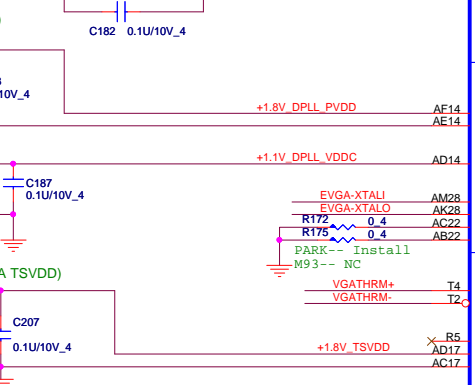 C182 0.1U/10V_4
10V_4
+1.8V_DPLL_PVDD AF14
AE14
+1.1V_DPLL_VDDC AD14
C187
0.1U/10V_4
EVGA-XTALI AM28
EVGA-XTALO AK28
R172 0_4 AC22
R175 0_4 AB22
PARK-- Install
M93-- NC
A TSVDD)
VGATHRM+ T4
VGATHRM- T2
C207
0.1U/10V_4
R5
+1.8V_TSVDD AD17
AC17